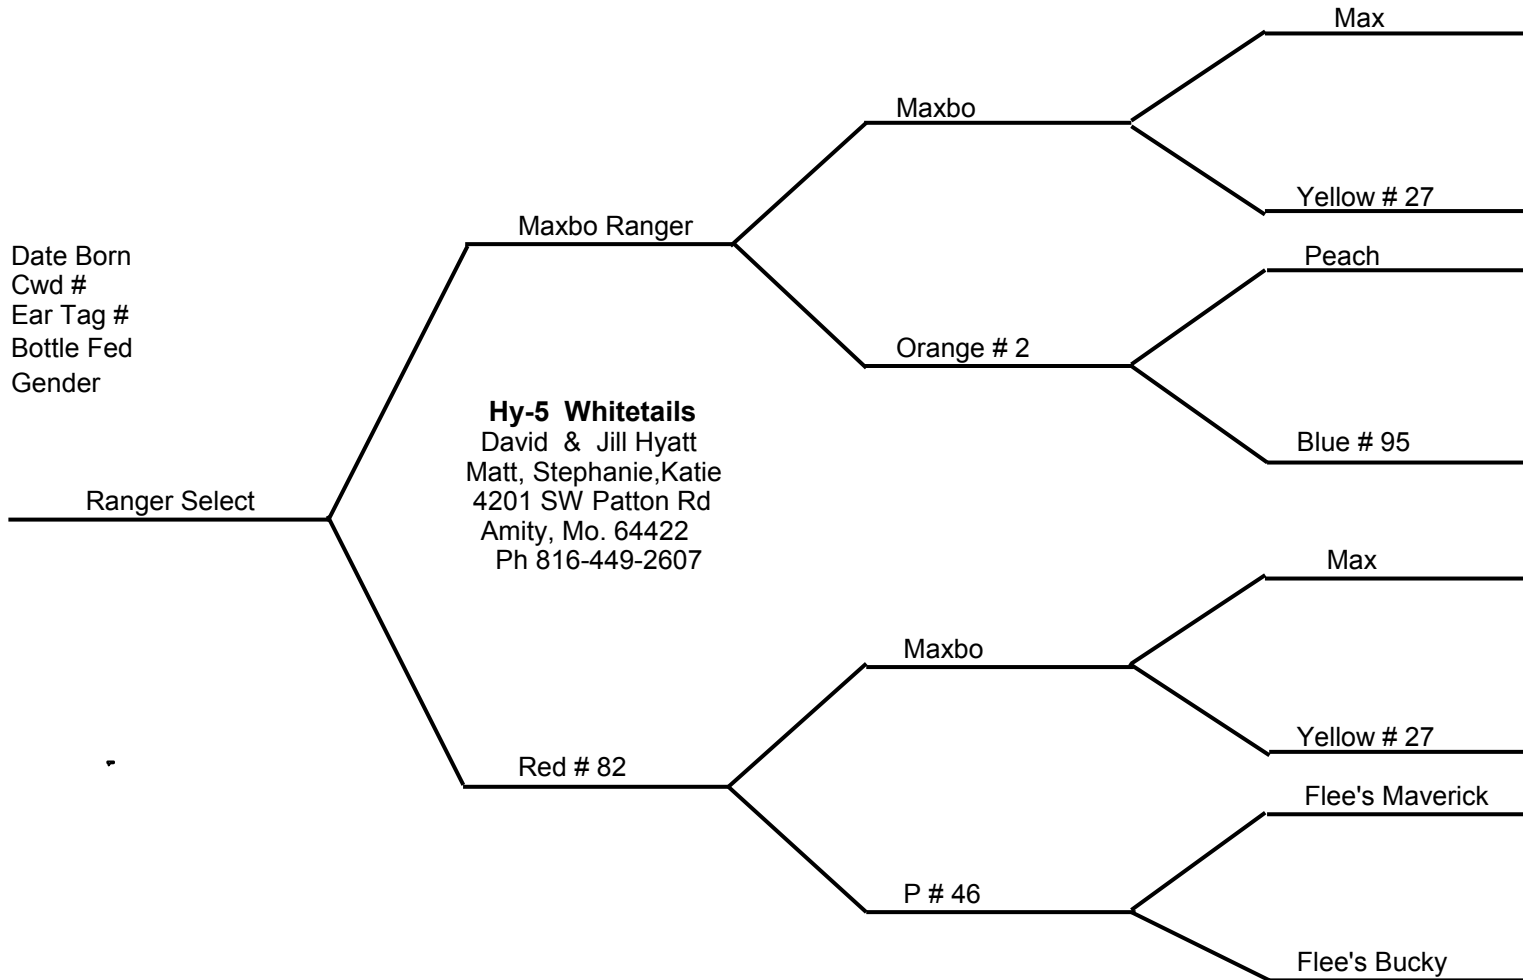 Max
Maxbo
Yellow # 27
Maxbo Ranger
Date Born
Cwd #
Ear Tag #
Bottle Fed
Gender
Peach
Orange # 2
Blue # 95
Hy-5 Whitetails
David & Jill Hyatt
Matt, Stephanie,Katie
4201 SW Patton Rd
Amity, Mo. 64422
Ph 816-449-2607
Ranger Select
Max
Maxbo
Yellow # 27
Red # 82
Flee's Maverick
P # 46
Flee's Bucky